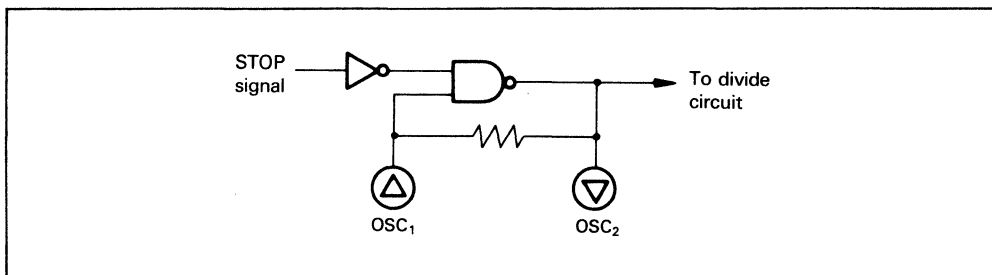 STOP
signal
To divide
circuit
OSC₁
OSC₂